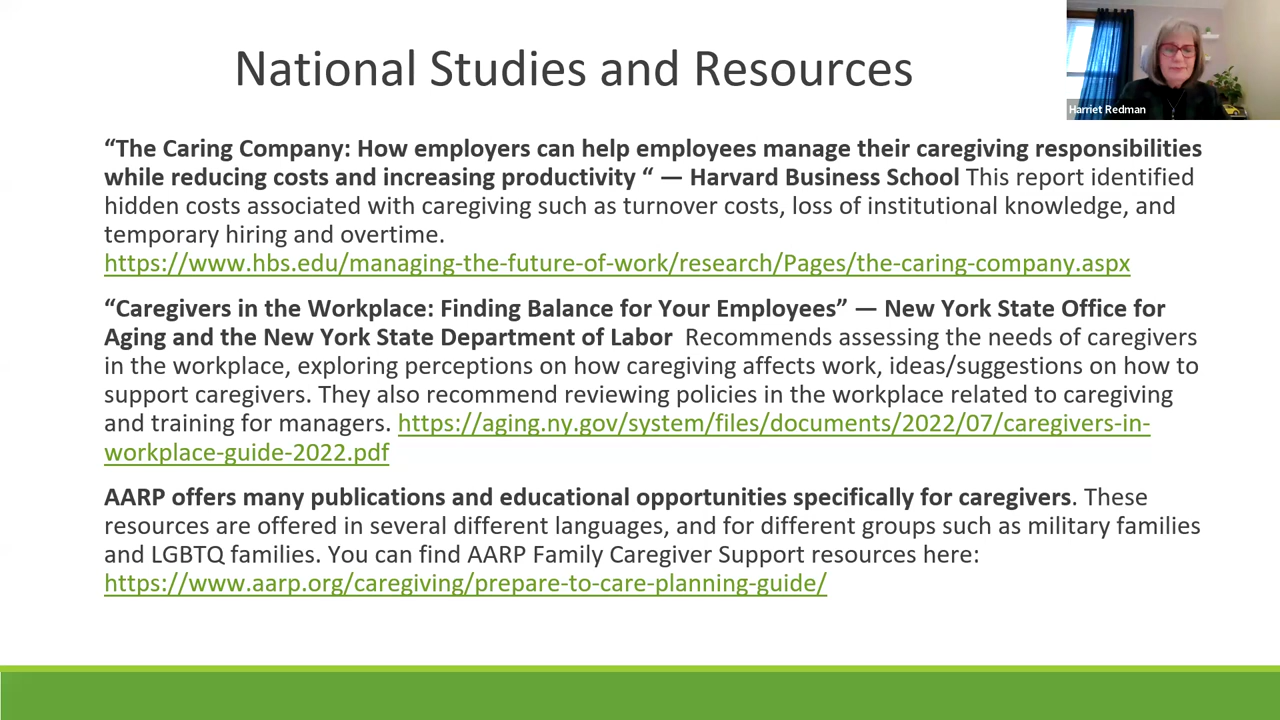 National Studies and Resources
Harriet Redman
“The Caring Company: How employers can help employees manage their caregiving responsibilities
while reducing costs and increasing productivity “ — Harvard Business School This report identified
hidden costs associated with caregiving such as turnover costs, loss of institutional knowledge, and
temporary hiring and overtime.
https://www.hbs.edu/managing-the-future-of-work/research/Pages/the-caring-company.aspx
“Caregivers in the Workplace: Finding Balance for Your Employees” — New York State Office for
Aging and the New York State Department of Labor  Recommends assessing the needs of caregivers
in the workplace, exploring perceptions on how caregiving affects work, ideas/suggestions on how to
support caregivers. They also recommend reviewing policies in the workplace related to caregiving
and training for managers. https://aging.ny.gov/system/files/documents/2022/07/caregivers-in-
workplace-guide-2022.pdf
AARP offers many publications and educational opportunities specifically for caregivers. These
resources are offered in several different languages, and for different groups such as military families
and LGBTQ families. You can find AARP Family Caregiver Support resources here:
https://www.aarp.org/caregiving/prepare-to-care-planning-guide/